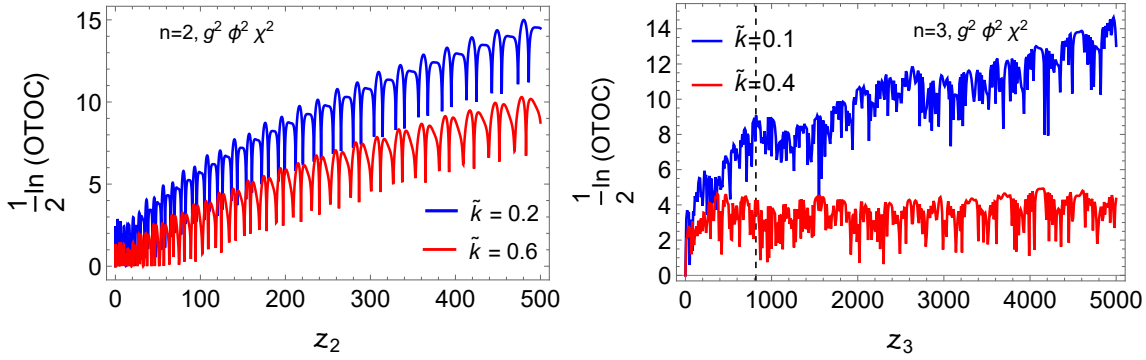 n=2, g² ϕ² χ²
15
10
5
0
½ ln (OTOC)
k̃ = 0.2
k̃ = 0.6
0 100 200 300 400 500
z₂
n=3, g² ϕ² χ²
14
12
10
8
6
4
2
0
½ ln (OTOC)
k̃=0.1
k̃=0.4
0 1000 2000 3000 4000 5000
z₃